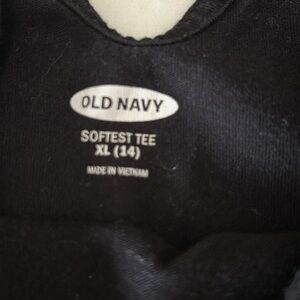 OLD NAVY
SOFTEST TEE
XL (14)
MADE IN VIETNAM